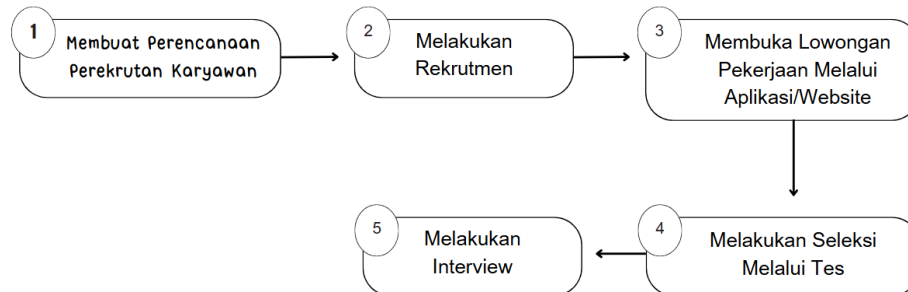 1
Membuat Perencanaan
Perekrutan Karyawan
2
Melakukan
Rekrutmen
3
Membuka Lowongan
Pekerjaan Melalui
Aplikasi/Website
4
Melakukan Seleksi
Melalui Tes
5
Melakukan
Interview